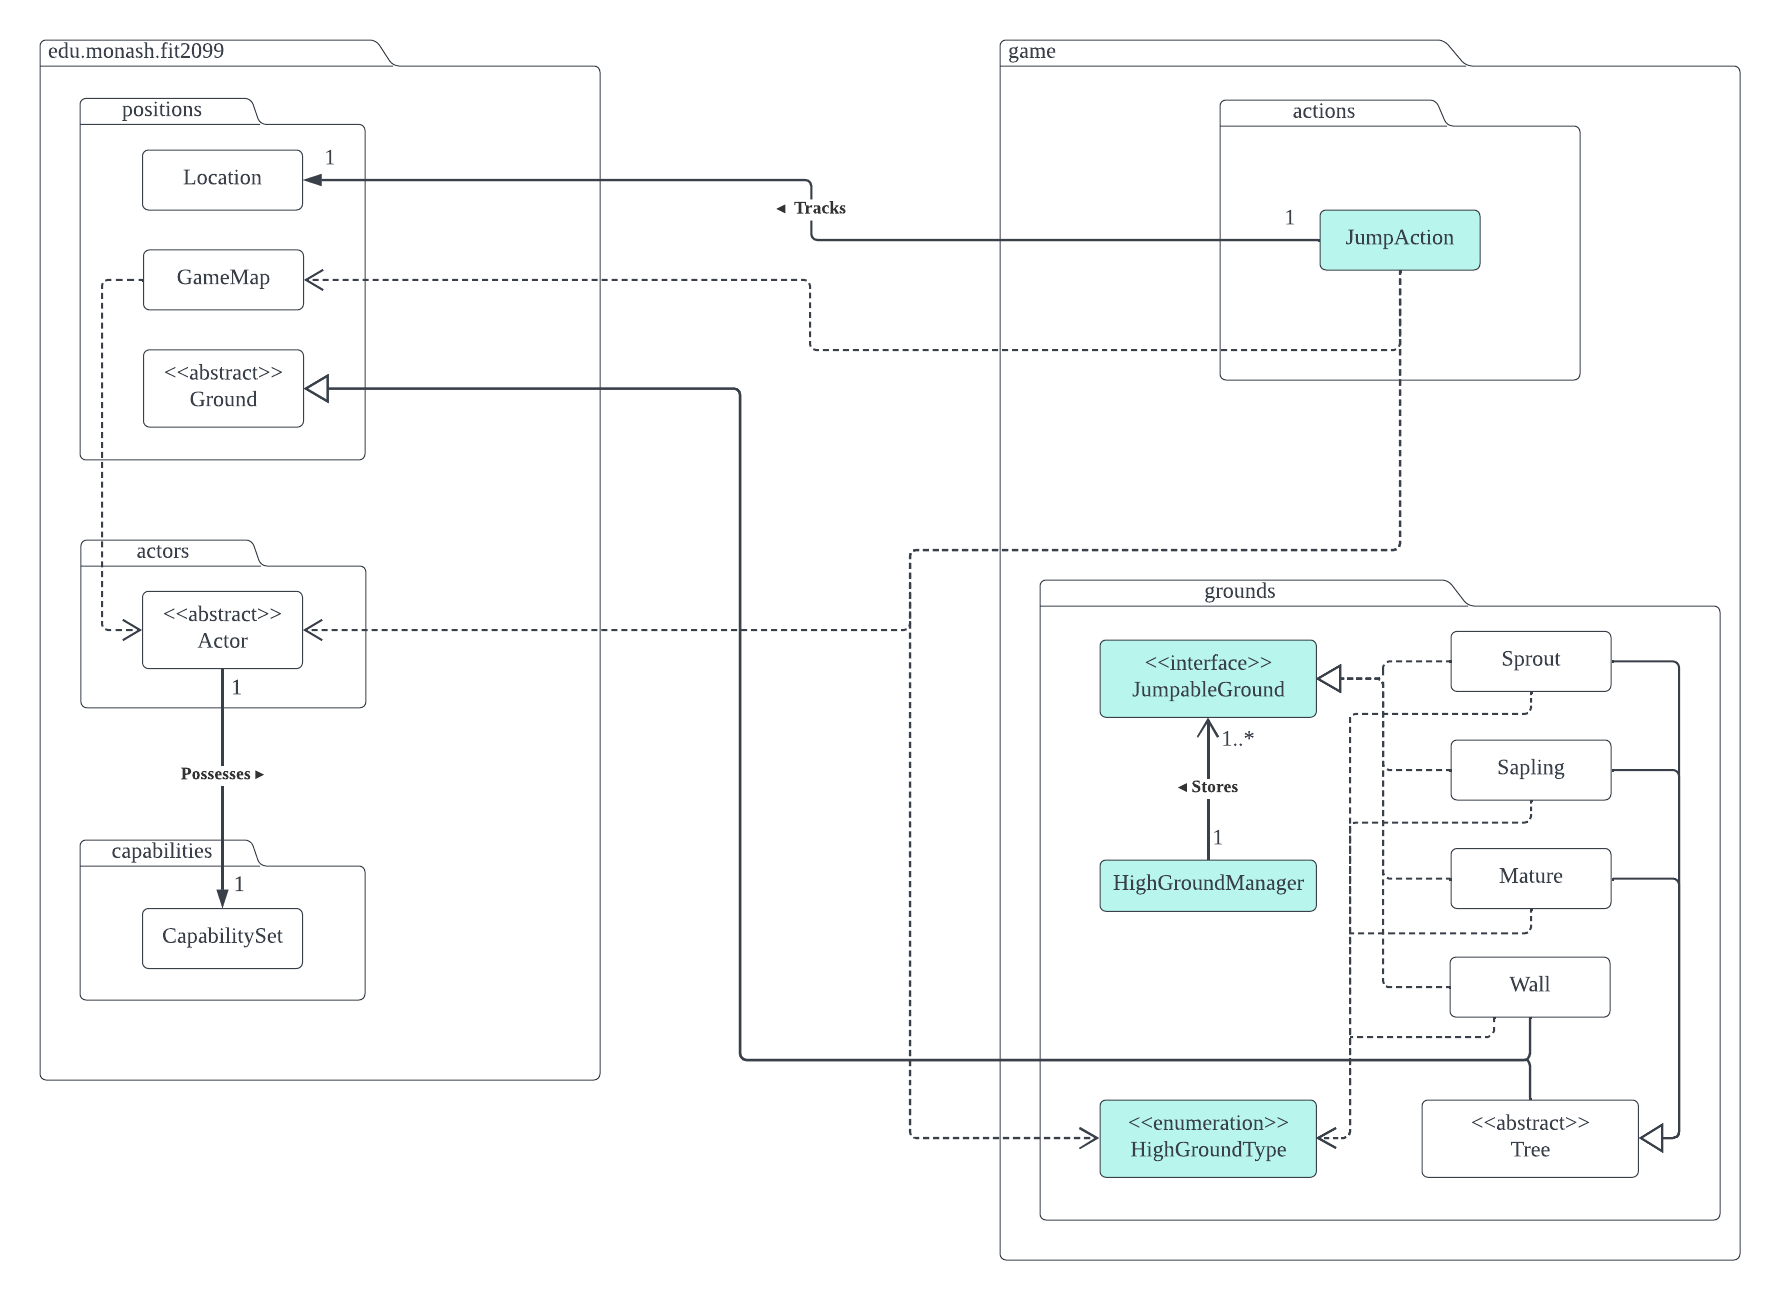 edu.monash.fit2099
positions
Location
1
GameMap
<<abstract>>
Ground
actors
<<abstract>>
Actor
1
Possesses ►
capabilities
1
CapabilitySet
◄ Tracks
game
actions
1
JumpAction
grounds
<<interface>>
JumpableGround
1..*
◄ Stores
1
HighGroundManager
Sprout
Sapling
Mature
Wall
<<enumeration>>
HighGroundType
<<abstract>>
Tree